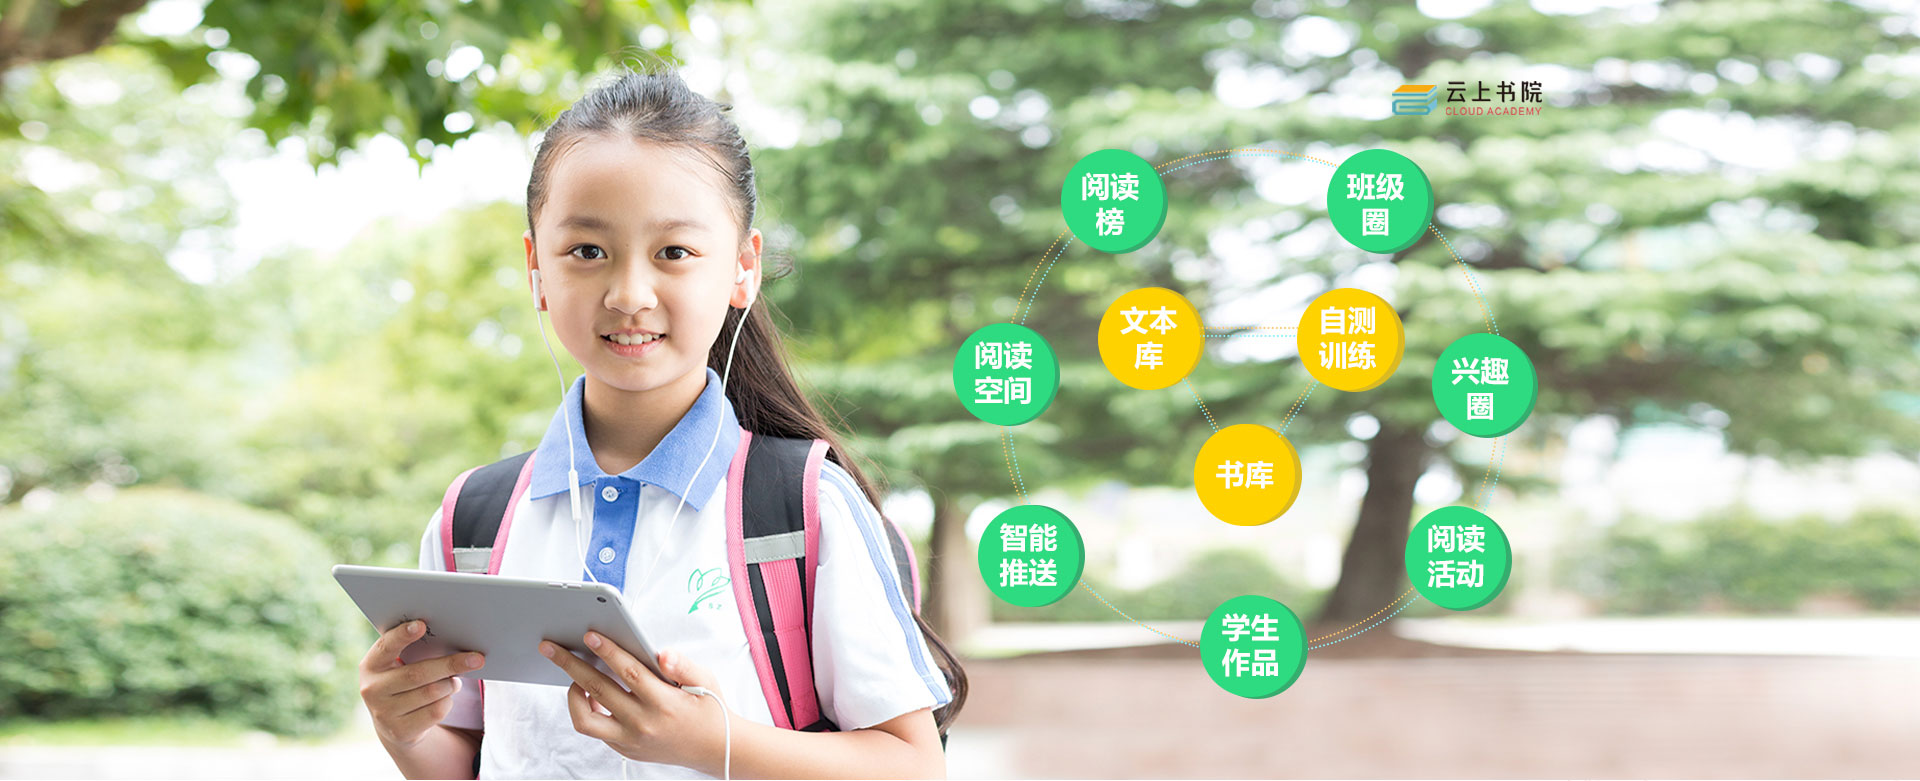 云上书院
CLOUD ACADEMY
阅读
榜
班级
圈
文本
库
自测
训练
阅读
空间
兴趣
圈
书库
智能
推送
阅读
活动
学生
作品